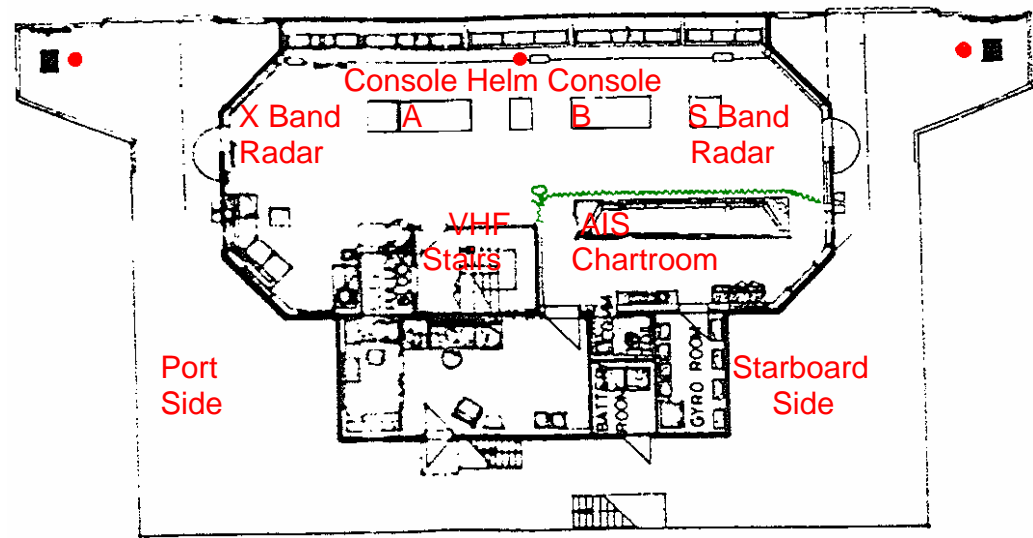 Console Helm Console
X Band A B S Band
Radar Radar
VHF AIS
Stairs Chartroom
Port Starboard
Side Side
BATTERY
ROOM
GYRO ROOM